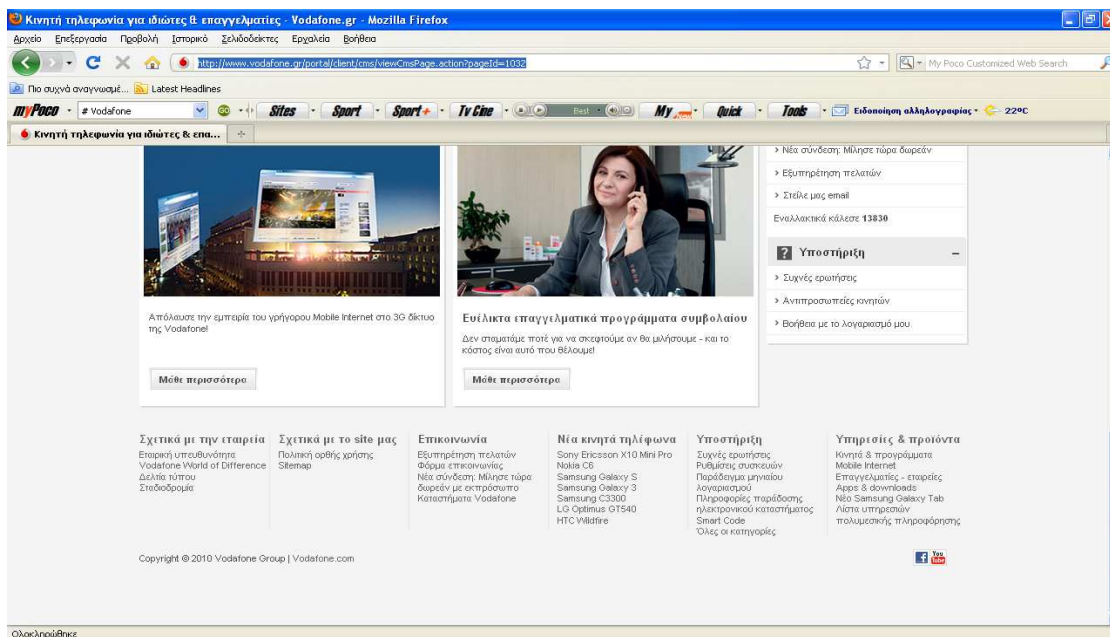 Κινητή τηλεφωνία για ιδιώτες & επαγγελματίες - Vodafone.gr - Mozilla Firefox
Αρχείο Επεξεργασία Προβολή Ιστορικό Σελιδοδείκτες Εργαλεία Βοήθεια
http://www.vodafone.gr/portal/client/cms/viewCmsPage.action?pageId=1032
My Poco Customized Web Search
Πιο συχνά αναγνωσμέ... Latest Headlines
myPoco # Vodafone Sites Sport Sport+ Tv Cine Best My Quick Tools Ειδοποίηση αλληλογραφίας 22ºC
Κινητή τηλεφωνία για ιδιώτες & επα...
Νέα σύνδεση: Μίλησε τώρα δωρεάν
Εξυπηρέτηση πελατών
Στείλε μας email
Εναλλακτικά κάλεσε 13830
? Υποστήριξη –
Συχνές ερωτήσεις
Αντιπροσωπείες κινητών
Βοήθεια με το λογαριασμό μου
Απόλαυσε την εμπειρία του γρήγορου Mobile Internet στο 3G δίκτυο
της Vodafone!
Μάθε περισσότερα
Ευέλικτα επαγγελματικά προγράμματα συμβολαίου
Δεν σταματάμε ποτέ για να σκεφτούμε αν θα μιλήσουμε - και το
κόστος είναι αυτό που θέλουμε!
Μάθε περισσότερα
Σχετικά με την εταιρεία
Εταιρική υπευθυνότητα
Vodafone World of Difference
Δελτία τύπου
Σταδιοδρομία
Σχετικά με το site μας
Πολιτική ορθής χρήσης
Sitemap
Επικοινωνία
Εξυπηρέτηση πελατών
Φόρμα επικοινωνίας
Νέα σύνδεση: Μίλησε τώρα
δωρεάν με εκπρόσωπο
Καταστήματα Vodafone
Νέα κινητά τηλέφωνα
Sony Ericsson X10 Mini Pro
Nokia C6
Samsung Galaxy S
Samsung Galaxy 3
Samsung C3300
LG Optimus GT540
HTC Wildfire
Υποστήριξη
Συχνές ερωτήσεις
Ρυθμίσεις συσκευών
Παράδειγμα μηνιαίου
λογαριασμού
Πληροφορίες παράδοσης
ηλεκτρονικού καταστήματος
Smart Code
Όλες οι κατηγορίες
Υπηρεσίες & προϊόντα
Κινητά & προγράμματα
Mobile Internet
Επαγγελματίες - εταιρείες
Apps & downloads
Νέο Samsung Galaxy Tab
Λίστα υπηρεσιών
πολυμεσικής πληροφόρησης
Copyright © 2010 Vodafone Group | Vodafone.com
You Tube
Ολοκληρώθηκε